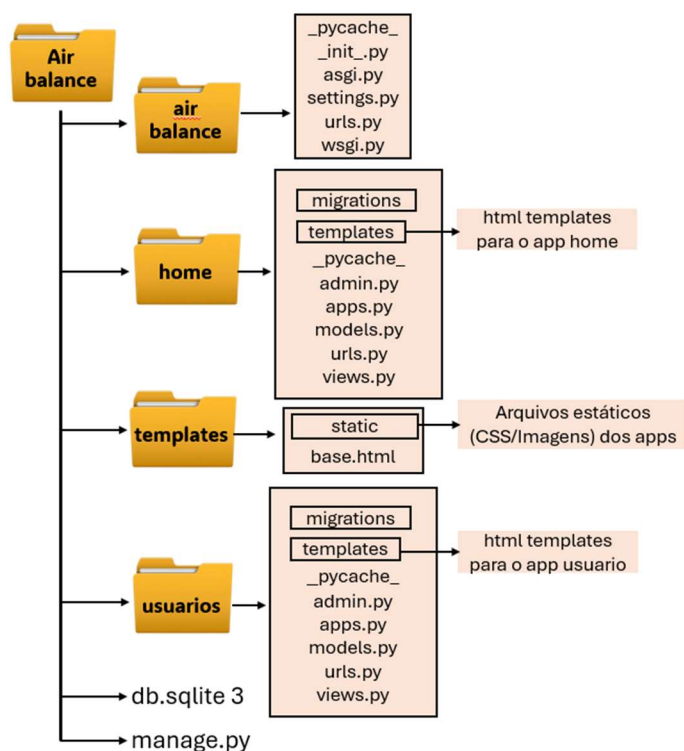 Air
balance
air
balance
_pycache_
_init_.py
asgi.py
settings.py
urls.py
wsgi.py
home
migrations
templates
_pycache_
admin.py
apps.py
models.py
urls.py
views.py
html templates
para o app home
templates
static
base.html
Arquivos estáticos
(CSS/Imagens) dos apps
usuarios
migrations
templates
_pycache_
admin.py
apps.py
models.py
urls.py
views.py
html templates
para o app usuario
db.sqlite 3
manage.py